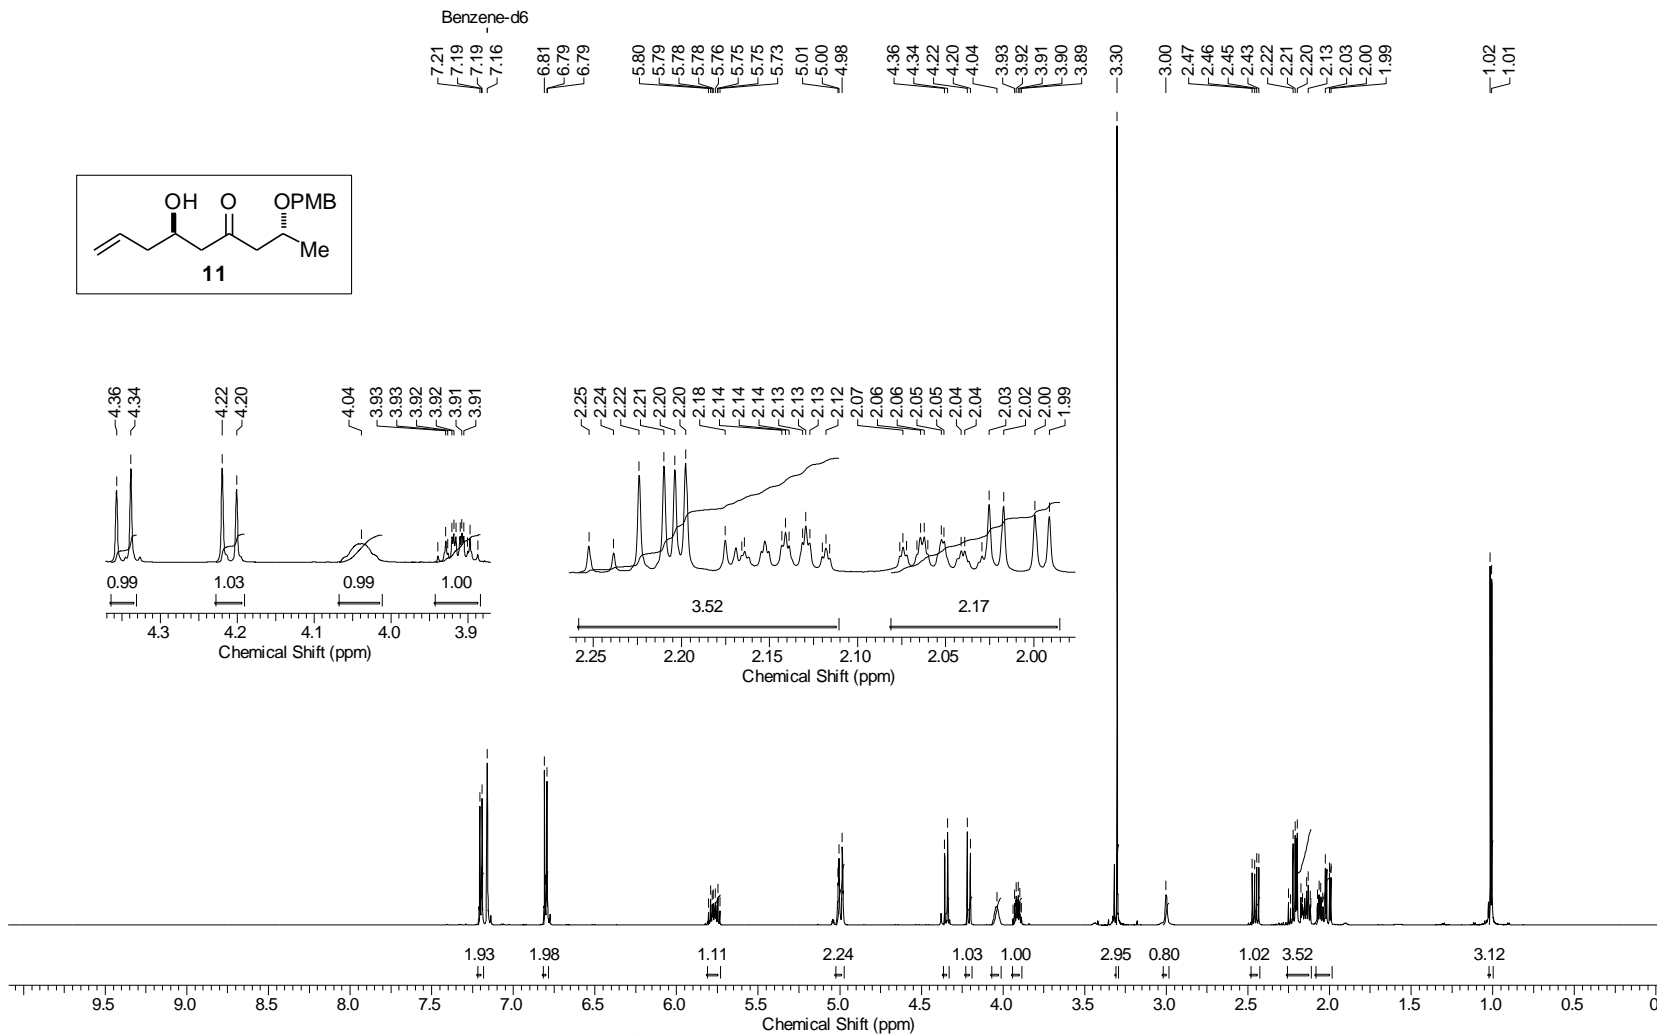 Benzene-d6
7.21 7.19 7.19 7.16 6.81 6.79 6.79 5.80 5.79 5.78 5.78 5.76 5.75 5.75 5.73 5.01 5.00 4.98 4.36 4.34 4.22 4.20 4.04 3.93 3.92 3.91 3.90 3.89 3.30 3.00 2.47 2.46 2.45 2.43 2.22 2.21 2.20 2.13 2.03 2.00 1.99 1.02 1.01
OH O OPMB
Me
11
4.36 4.34 4.22 4.20 4.04 3.93 3.93 3.92 3.92 3.91 3.91 2.25 2.24 2.22 2.21 2.20 2.20 2.18 2.14 2.14 2.14 2.13 2.13 2.13 2.12 2.07 2.06 2.06 2.05 2.05 2.04 2.04 2.03 2.02 2.00 1.99
0.99 1.03 0.99 1.00
4.3 4.2 4.1 4.0 3.9
Chemical Shift (ppm)
3.52 2.17
2.25 2.20 2.15 2.10 2.05 2.00
Chemical Shift (ppm)
1.93 1.98 1.11 2.24 1.03 1.00 2.95 0.80 1.02 3.52 3.12
9.5 9.0 8.5 8.0 7.5 7.0 6.5 6.0 5.5 5.0 4.5 4.0 3.5 3.0 2.5 2.0 1.5 1.0 0.5 0
Chemical Shift (ppm)